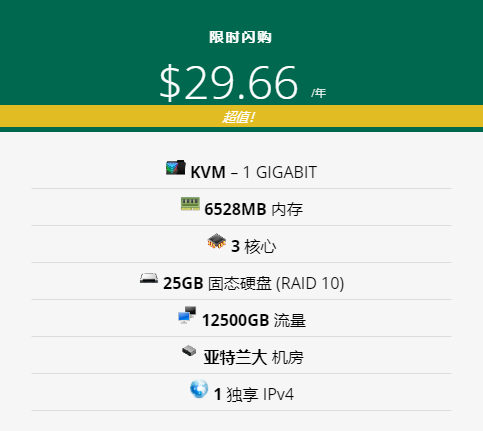 限时闪购
$29.66 /年
超值!
KVM – 1 GIGABIT
6528MB 内存
3 核心
25GB 固态硬盘 (RAID 10)
12500GB 流量
亚特兰大 机房
1 独享 IPv4